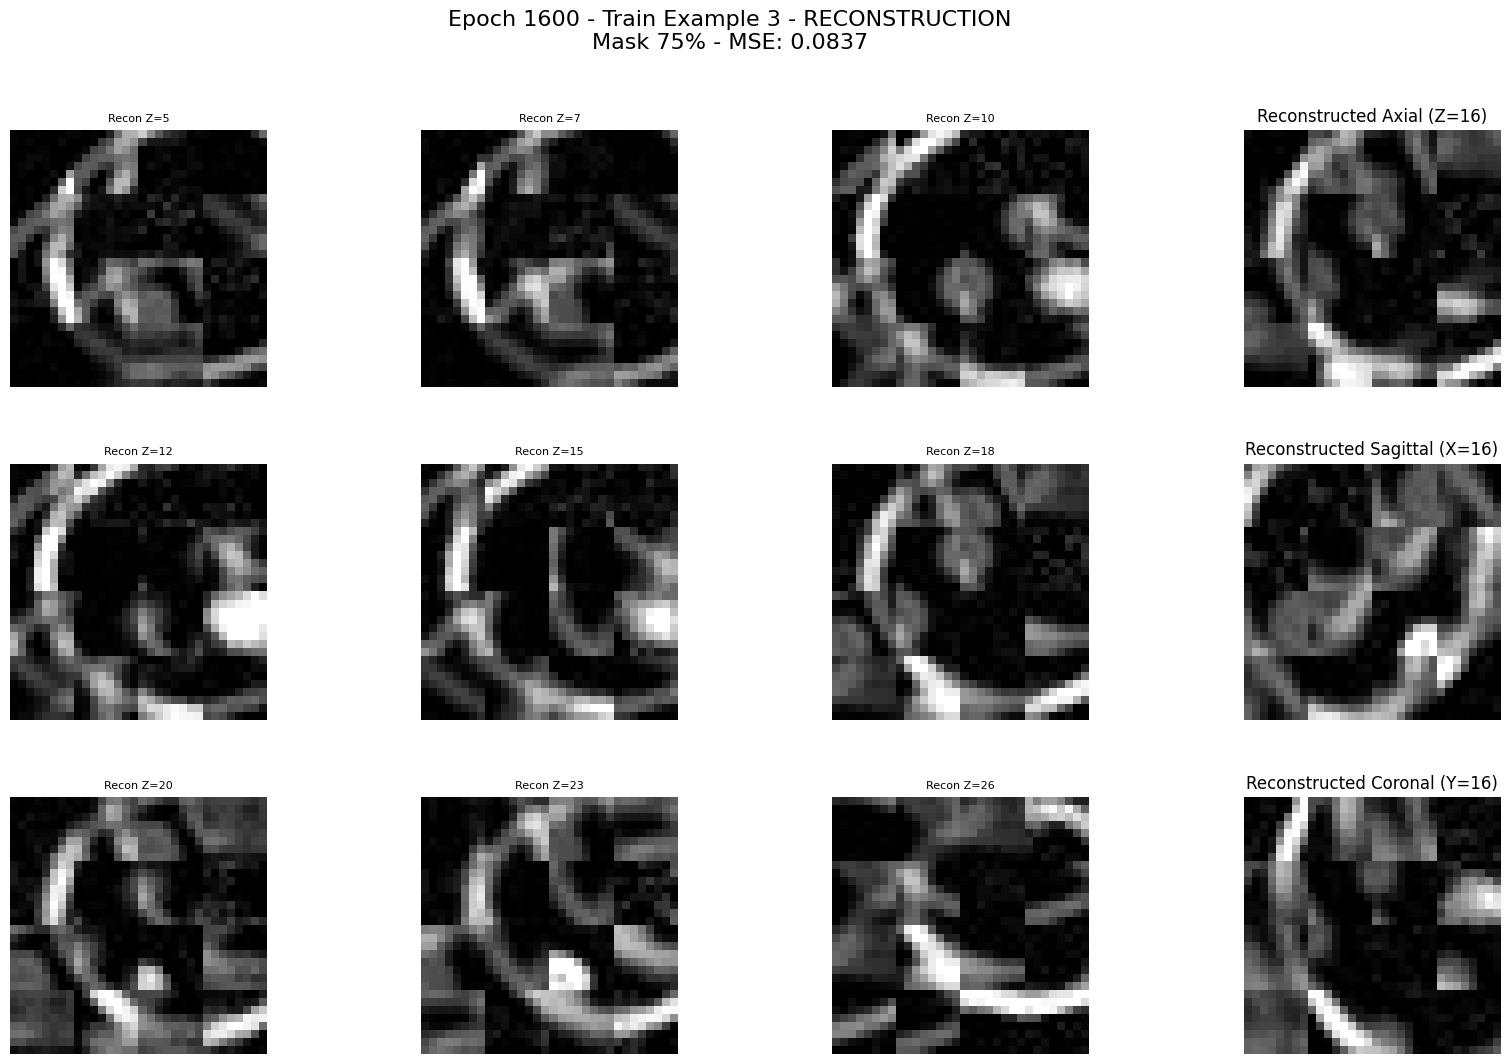 Epoch 1600 - Train Example 3 - RECONSTRUCTION
Mask 75% - MSE: 0.0837
Recon Z=5
Recon Z=7
Recon Z=10
Reconstructed Axial (Z=16)
Recon Z=12
Recon Z=15
Recon Z=18
Reconstructed Sagittal (X=16)
Recon Z=20
Recon Z=23
Recon Z=26
Reconstructed Coronal (Y=16)